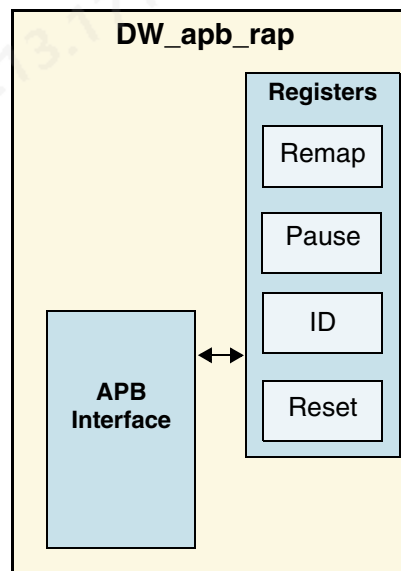 DW_apb_rap
Registers
Remap
Pause
ID
Reset
APB
Interface